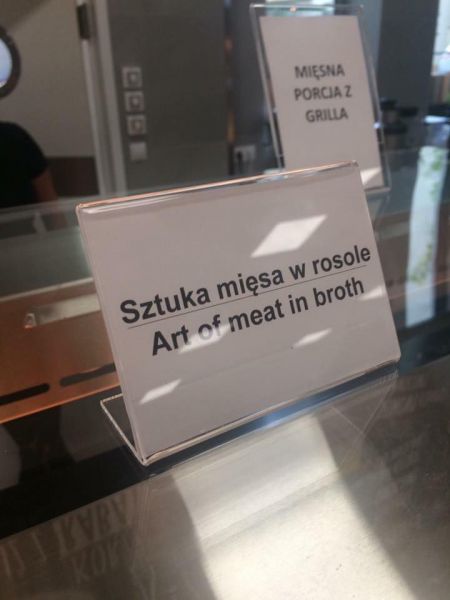 MIĘSNA
PORCJA Z
GRILLA
Sztuka mięsa w rosole
Art of meat in broth